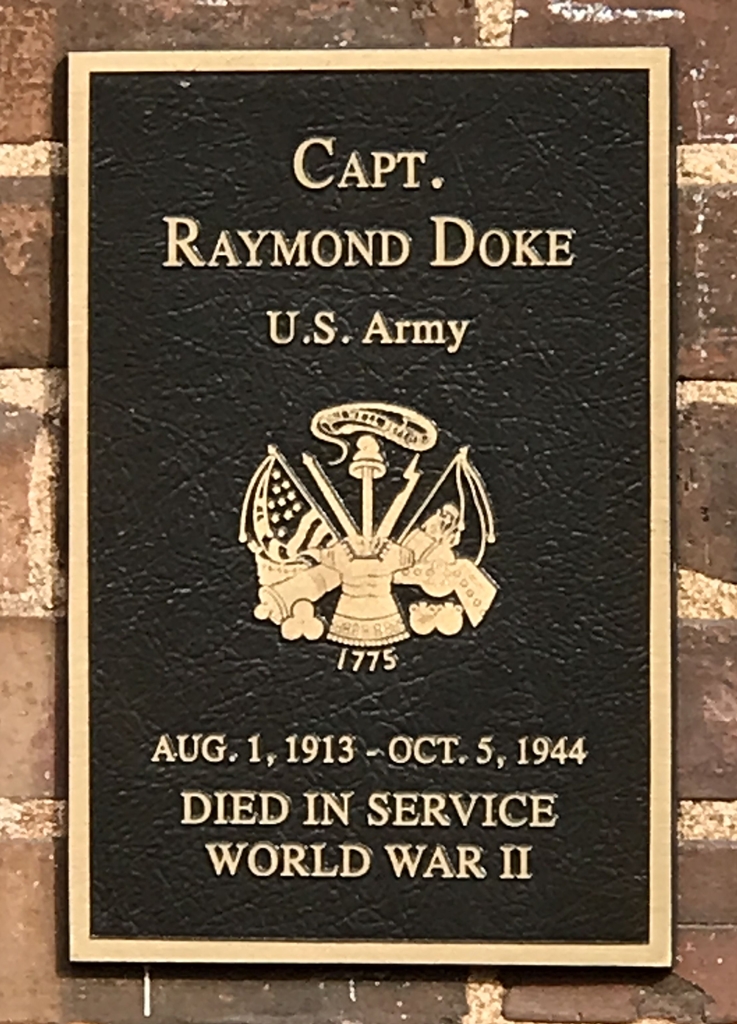 CAPT.
RAYMOND DOKE
U.S. Army
1775
AUG. 1, 1913 - OCT. 5, 1944
DIED IN SERVICE
WORLD WAR II